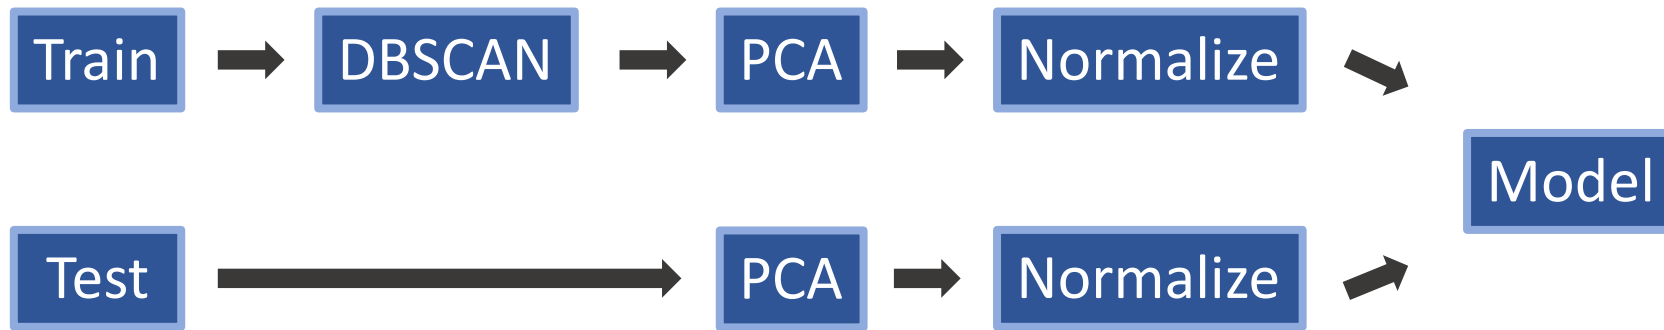 Train
DBSCAN
PCA
Normalize
Model
Test
PCA
Normalize